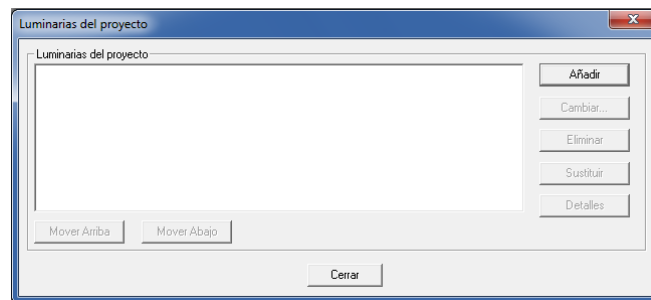 Luminarias del proyecto
Luminarias del proyecto
Añadir
Cambiar...
Eliminar
Sustituir
Detalles
Mover Arriba
Mover Abajo
Cerrar